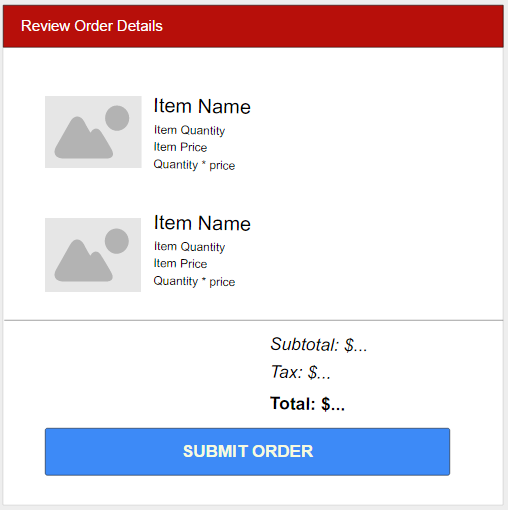 Review Order Details
Item Name
Item Quantity
Item Price
Quantity * price
Item Name
Item Quantity
Item Price
Quantity * price
Subtotal: $...
Tax: $...
Total: $...
SUBMIT ORDER